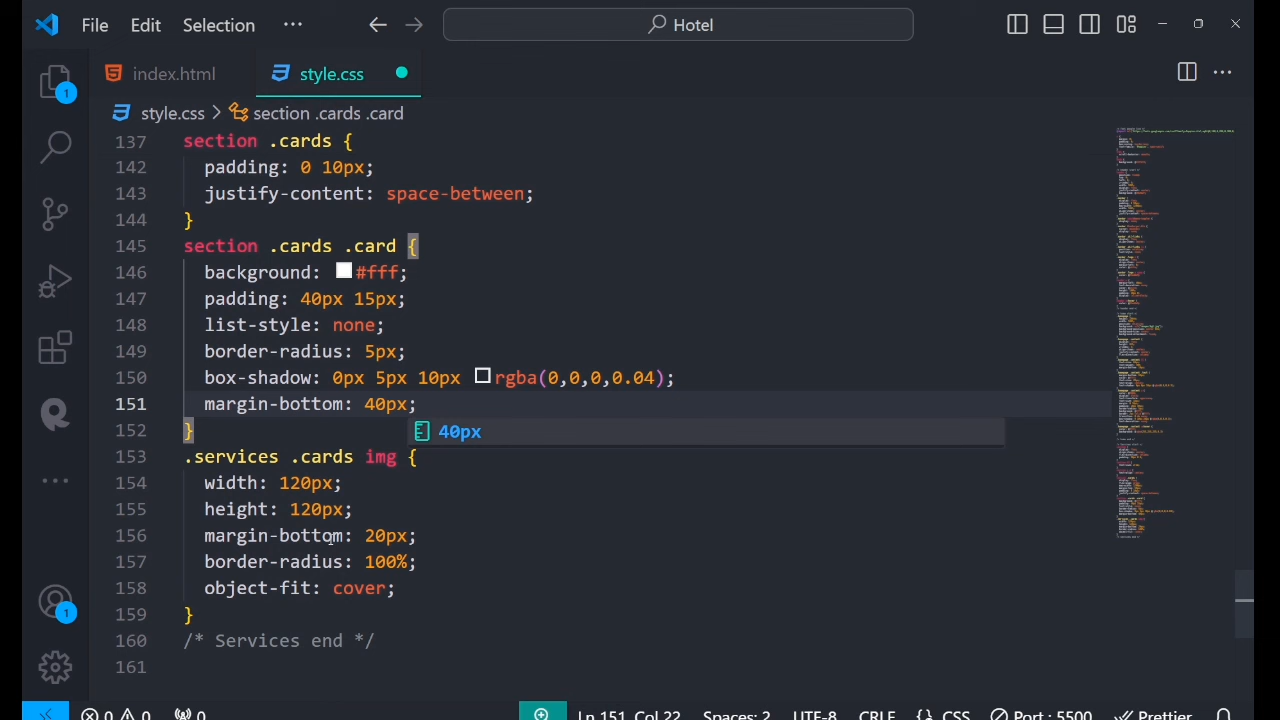 File Edit Selection ··· Hotel
index.html style.css
style.css > section .cards .card
137 section .cards {
142 padding: 0 10px;
143 justify-content: space-between;
144 }
145 section .cards .card {
146 background: #fff;
147 padding: 40px 15px;
148 list-style: none;
149 border-radius: 5px;
150 box-shadow: 0px 5px 10px rgba(0,0,0,0.04);
151 margin-bottom: 40px;
152 }
40px
153 .services .cards img {
154 width: 120px;
155 height: 120px;
156 margin-bottom: 20px;
157 border-radius: 100%;
158 object-fit: cover;
159 }
160 /* Services end */
161
1
1
0 0 0 Ln 151, Col 22 Spaces: 2 UTF-8 CRLF {} CSS Port : 5500 Prettier